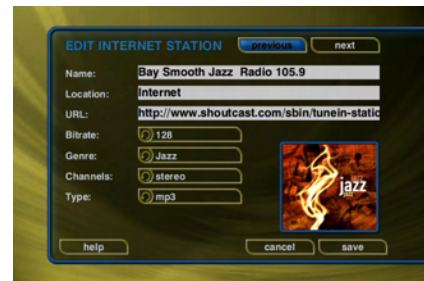 EDIT INTERNET STATION previous next
Name: Bay Smooth Jazz Radio 105.9
Location: Internet
URL: http://www.shoutcast.com/sbin/tunein-static
Bitrate: 128
Genre: Jazz
Channels: stereo
Type: mp3
jazz
help cancel save